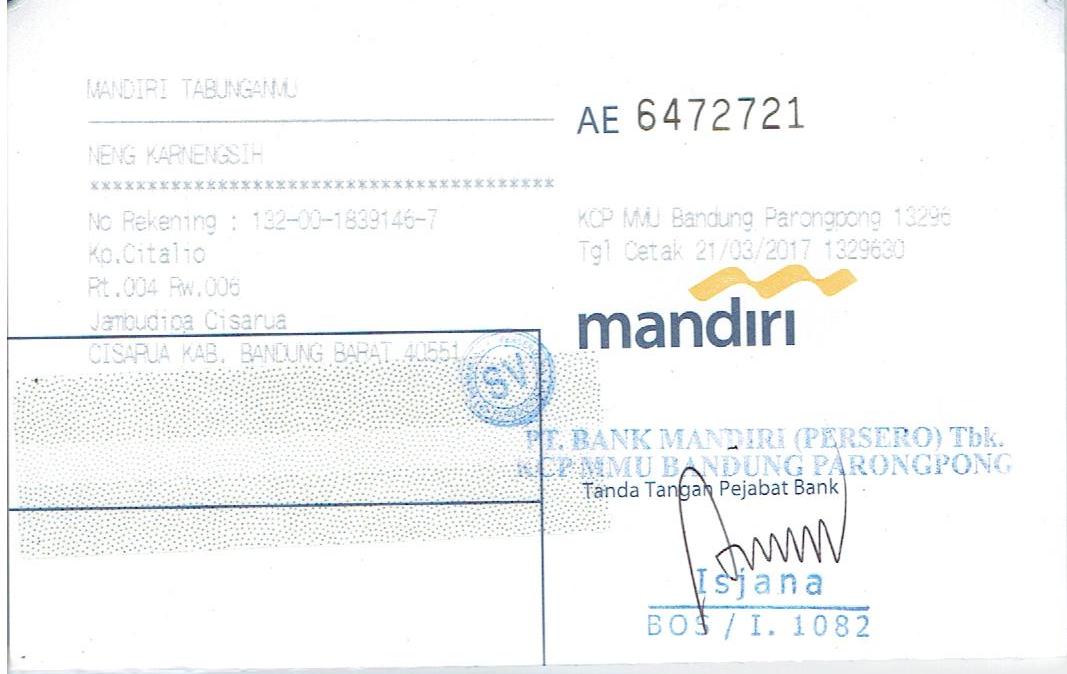 MANDIRI TABUNGANMU
AE 6472721
NENG KARNENGSIH
****************************************
No Rekening : 132-00-1839146-7
Kp.Citalio
Rt.004 Rw.006
Jambudipa Cisarua
CISARUA KAB. BANDUNG BARAT 40551
KCP MMU Bandung Parongpong 13296
Tgl Cetak 21/03/2017 1329630
mandiri
SV
PT. BANK MANDIRI (PERSERO) Tbk.
KCP MMU BANDUNG PARONGPONG
Tanda Tangan Pejabat Bank
Isjana
BOS / I. 1082